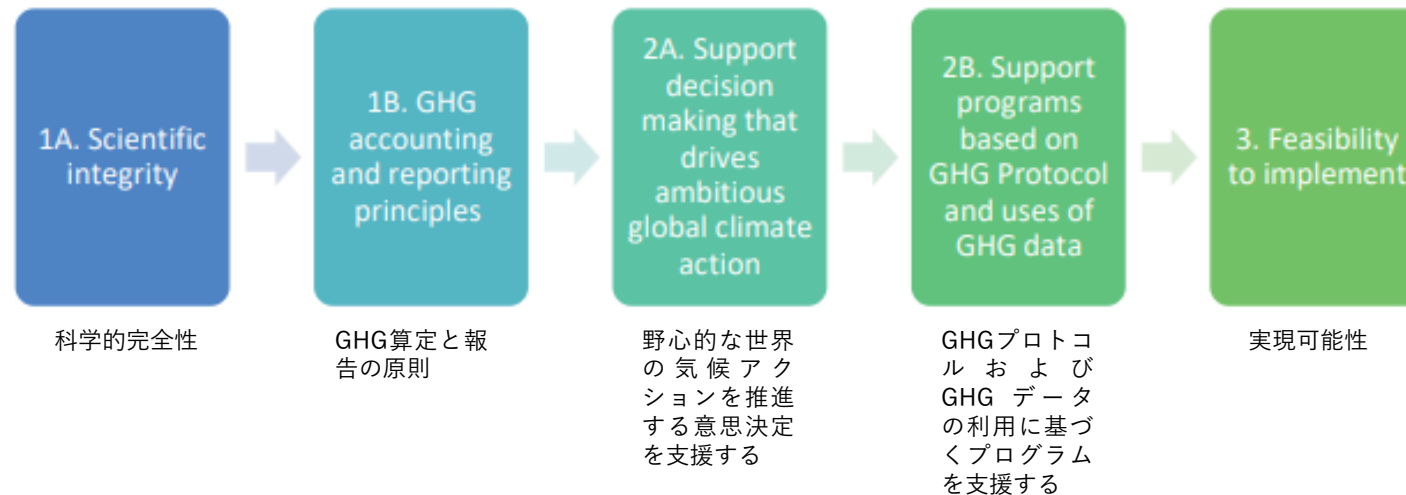 1A. Scientific
integrity
1B. GHG
accounting
and reporting
principles
2A. Support
decision
making that
drives
ambitious
global climate
action
2B. Support
programs
based on
GHG Protocol
and uses of
GHG data
3. Feasibility
to implement
科学的完全性
GHG算定と報
告の原則
野心的な世界
の気候アク
ションを推進
する意思決定
を支援する
GHGプロトコ
ルおよび
GHGデータ
の利用に基づ
くプログラム
を支援する
実現可能性